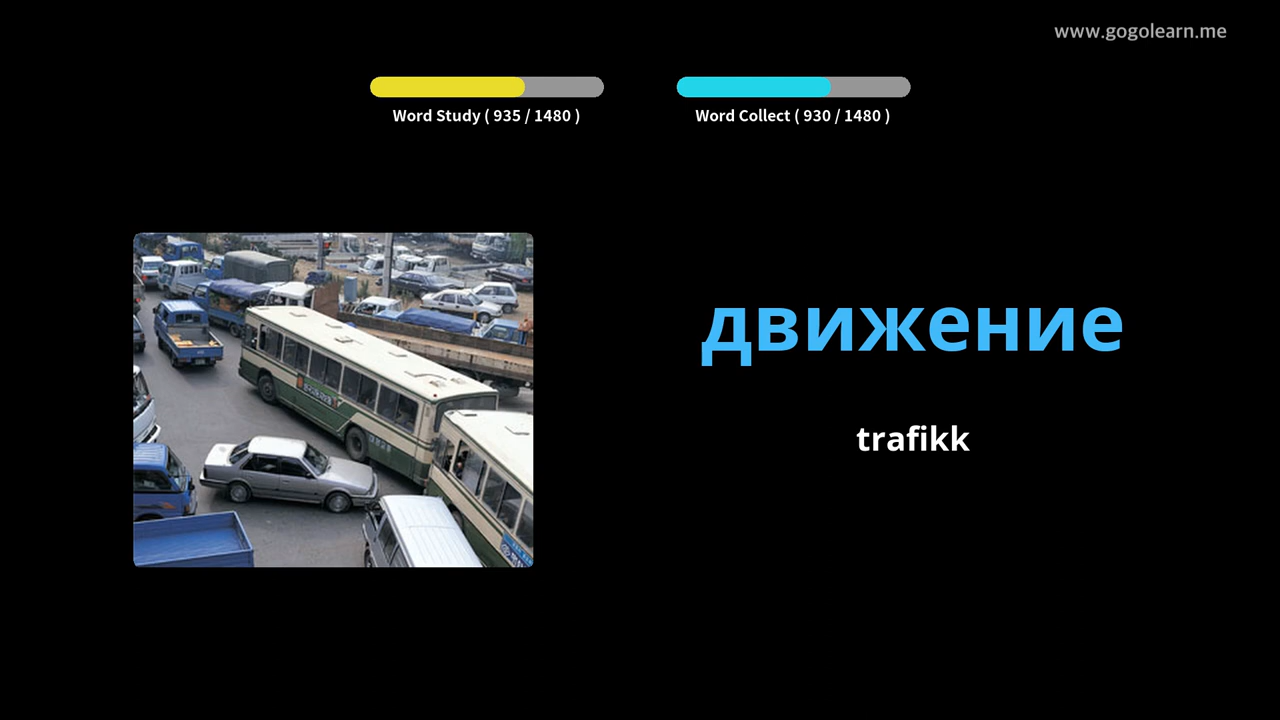 www.gogolearn.me
Word Study ( 935 / 1480 )
Word Collect ( 930 / 1480 )
движение
trafikk